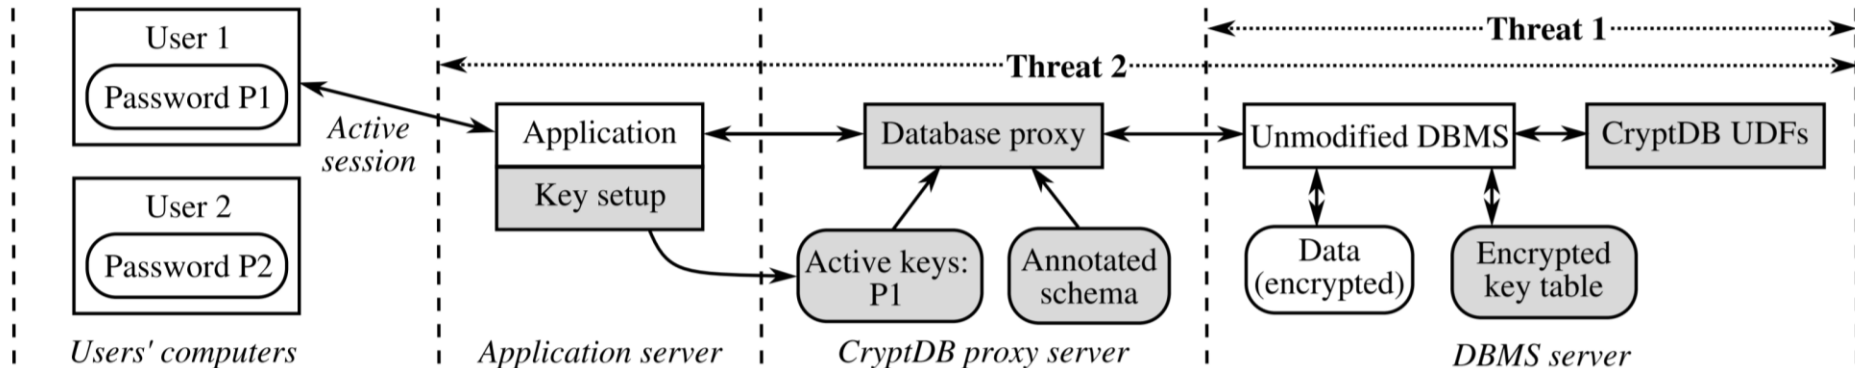 User 1
Password P1
User 2
Password P2
Users' computers
Active
session
Application
Key setup
Application server
Threat 2
Database proxy
Active keys:
P1
Annotated
schema
CryptDB proxy server
Threat 1
Unmodified DBMS
CryptDB UDFs
Data
(encrypted)
Encrypted
key table
DBMS server